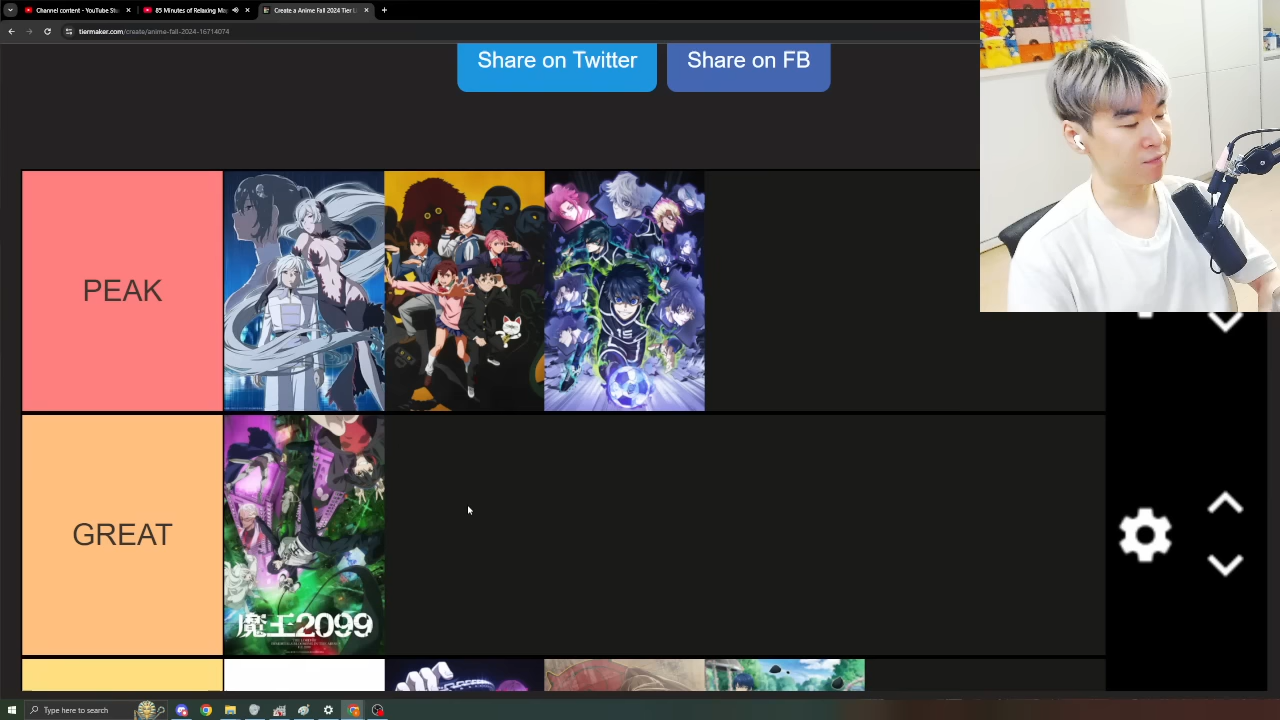 Channel content - YouTube Stu
85 Minutes of Relaxing Ma
Create a Anime Fall 2024 Tier L
tiermaker.com/create/anime-fall-2024-16714074
Share on Twitter
Share on FB
PEAK
15
GREAT
魔王2099
Type here to search